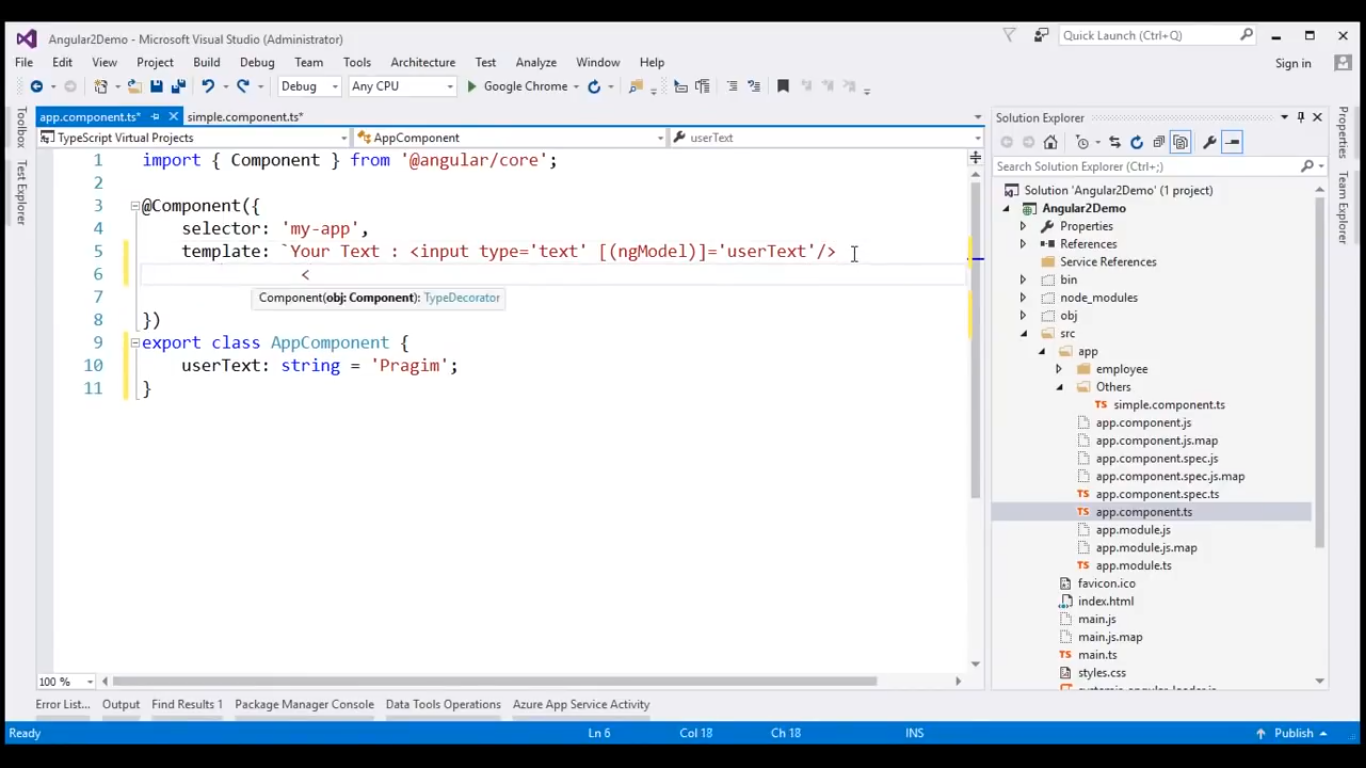 Angular2Demo - Microsoft Visual Studio (Administrator)
Quick Launch (Ctrl+Q)
File Edit View Project Build Debug Team Tools Architecture Test Analyze Window Help
Sign in
Debug Any CPU Google Chrome
Toolbox
Test Explorer
app.component.ts* simple.component.ts*
TypeScript Virtual Projects AppComponent userText
1 import { Component } from '@angular/core';
2
3 @Component({
4 selector: 'my-app',
5 template: `Your Text : <input type='text' [(ngModel)]='userText'/>
6 <
Component(obj: Component): TypeDecorator
7
8 })
9 export class AppComponent {
10 userText: string = 'Pragim';
11 }
100 %
Solution Explorer
Search Solution Explorer (Ctrl+;)
Solution 'Angular2Demo' (1 project)
Angular2Demo
Properties
References
Service References
bin
node_modules
obj
src
app
employee
Others
TS simple.component.ts
app.component.js
app.component.js.map
app.component.spec.js
app.component.spec.js.map
TS app.component.spec.ts
TS app.component.ts
app.module.js
app.module.js.map
TS app.module.ts
favicon.ico
index.html
main.js
main.js.map
TS main.ts
styles.css
Properties
Team Explorer
Error List... Output Find Results 1 Package Manager Console Data Tools Operations Azure App Service Activity
Ready Ln 6 Col 18 Ch 18 INS Publish